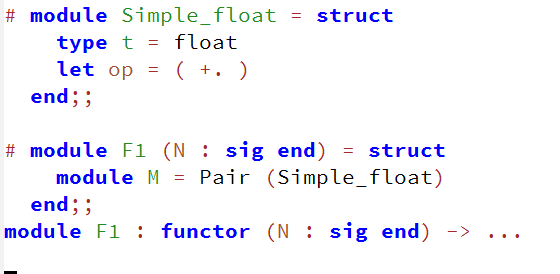 # module Simple_float = struct
    type t = float
    let op = ( +. )
  end;;
# module F1 (N : sig end) = struct
    module M = Pair (Simple_float)
  end;;
module F1 : functor (N : sig end) -> ...